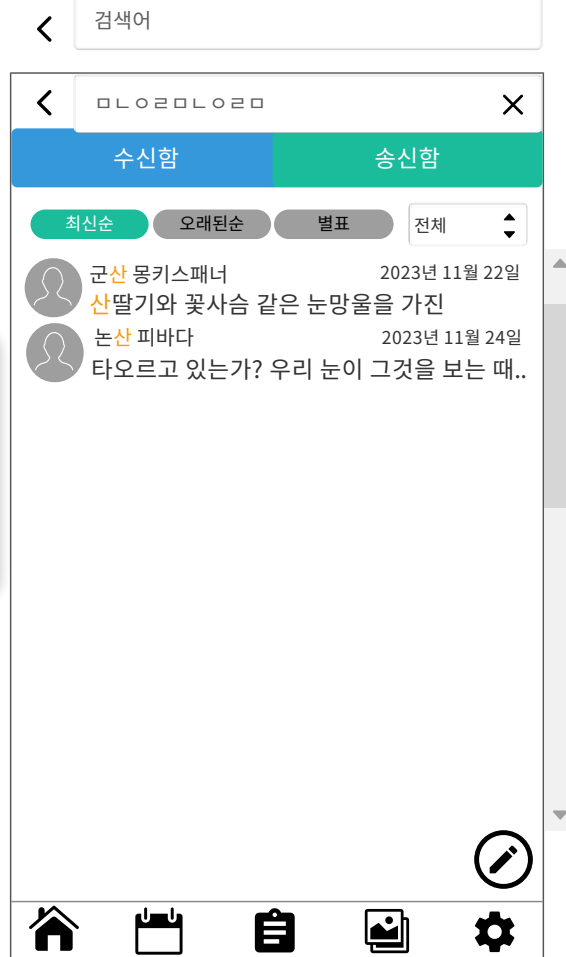 검색어
ㅁㄴㅇㄹㅁㄴㅇㄹㅁ
수신함 송신함
최신순 오래된순 별표 전체
군산 몽키스패너 2023년 11월 22일
산딸기와 꽃사슴 같은 눈망울을 가진
논산 피바다 2023년 11월 24일
타오르고 있는가? 우리 눈이 그것을 보는 때..